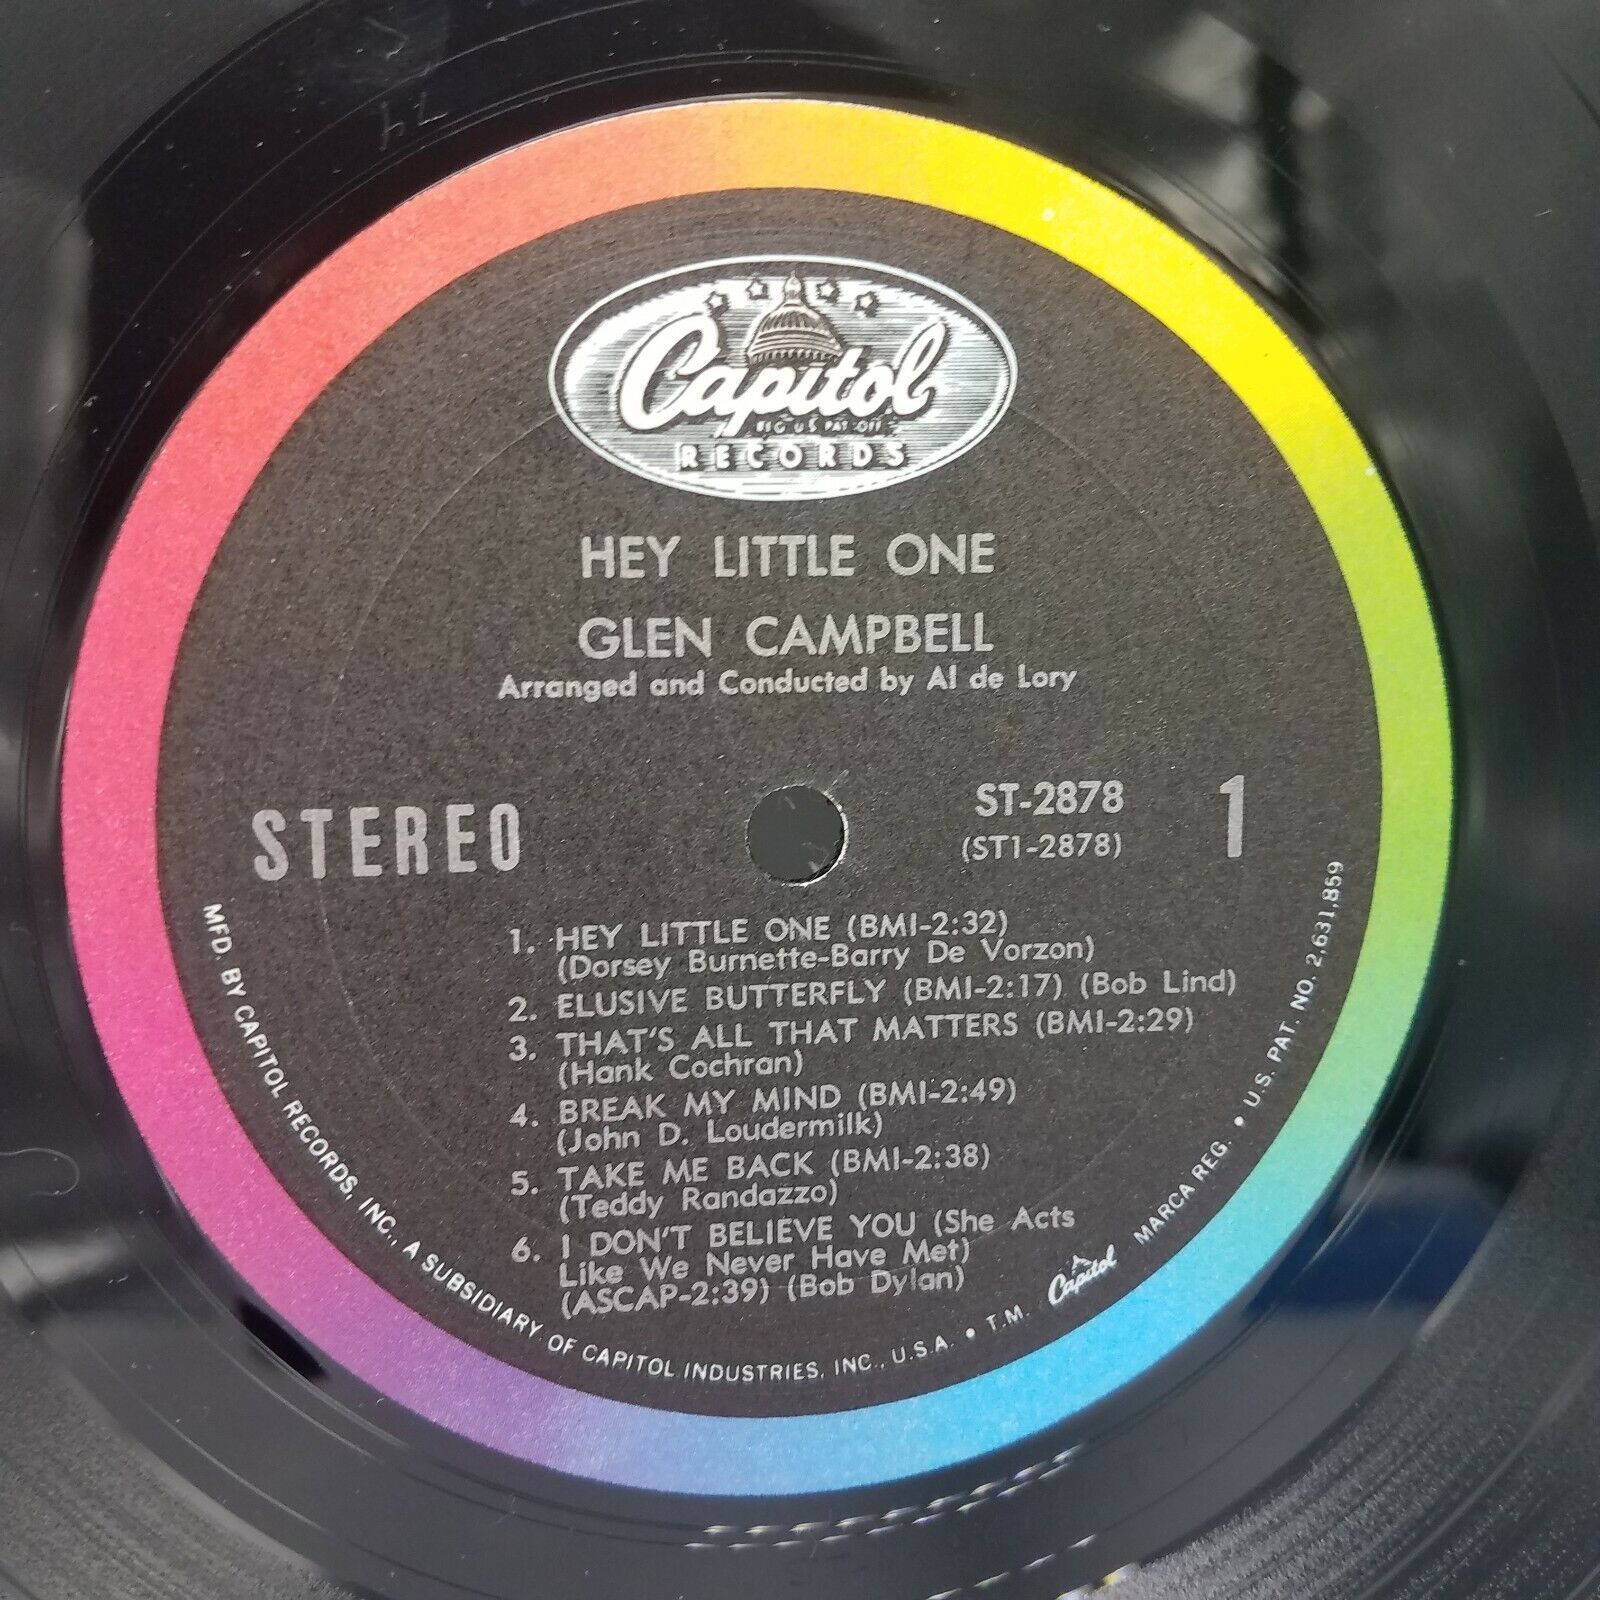 Capitol
REG U.S. PAT. OFF.
RECORDS
HEY LITTLE ONE
GLEN CAMPBELL
Arranged and Conducted by Al de Lory
STEREO
ST-2878
(ST1-2878)
1
1. HEY LITTLE ONE (BMI-2:32)
(Dorsey Burnette-Barry De Vorzon)
2. ELUSIVE BUTTERFLY (BMI-2:17) (Bob Lind)
3. THAT'S ALL THAT MATTERS (BMI-2:29)
(Hank Cochran)
4. BREAK MY MIND (BMI-2:49)
(John D. Loudermilk)
5. TAKE ME BACK (BMI-2:38)
(Teddy Randazzo)
6. I DON'T BELIEVE YOU (She Acts
Like We Never Have Met)
(ASCAP-2:39) (Bob Dylan)
MFD. BY CAPITOL RECORDS, INC., A SUBSIDIARY OF CAPITOL INDUSTRIES, INC., U.S.A. • T.M. Capitol MARCA REG. • U.S. PAT. NO. 2,631,859